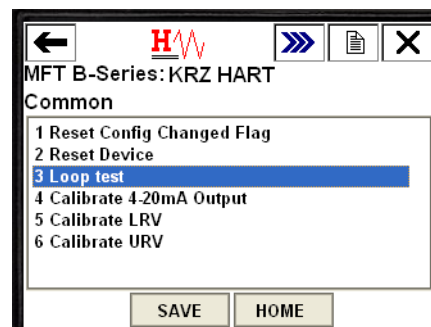 H
MFT B-Series: KRZ HART
Common
1 Reset Config Changed Flag
2 Reset Device
3 Loop test
4 Calibrate 4-20mA Output
5 Calibrate LRV
6 Calibrate URV
SAVE HOME